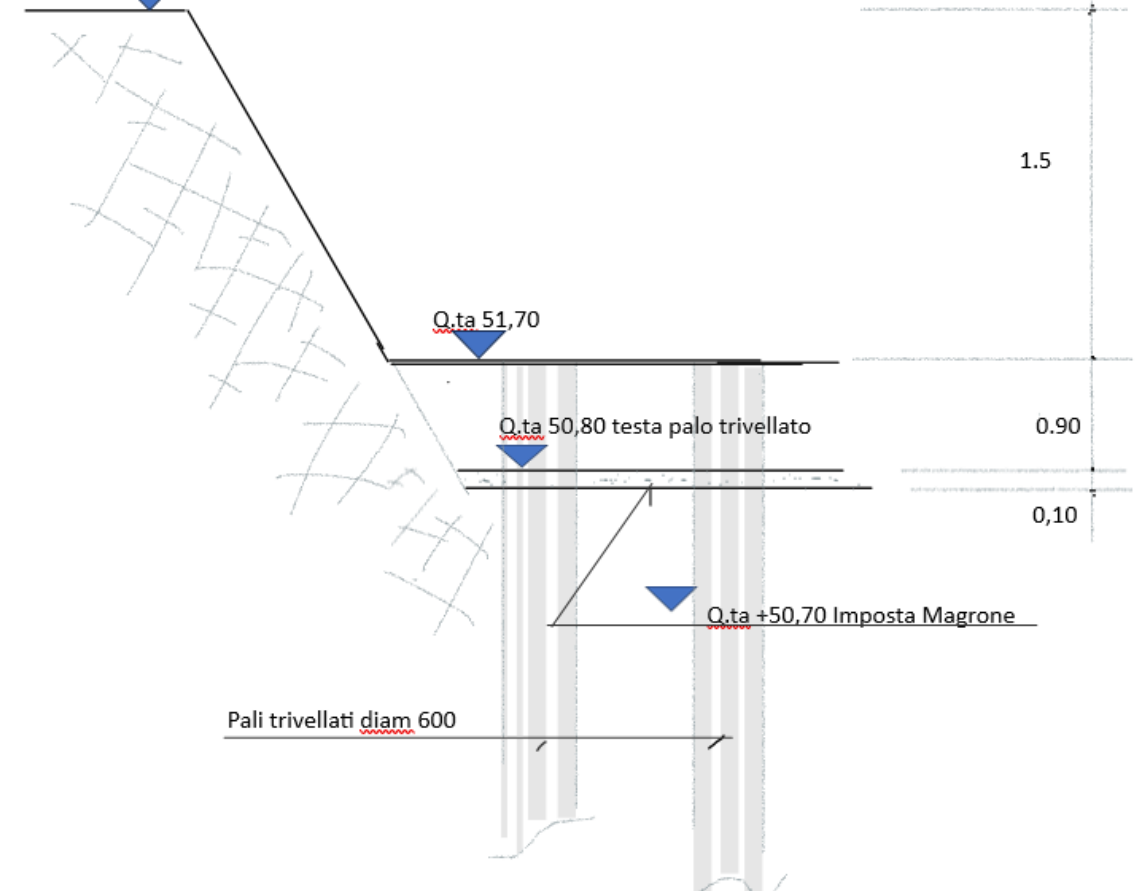 1.5
Q.ta 51,70
Q.ta 50,80 testa palo trivellato
0.90
0,10
Q.ta +50,70 Imposta Magrone
Pali trivellati diam 600